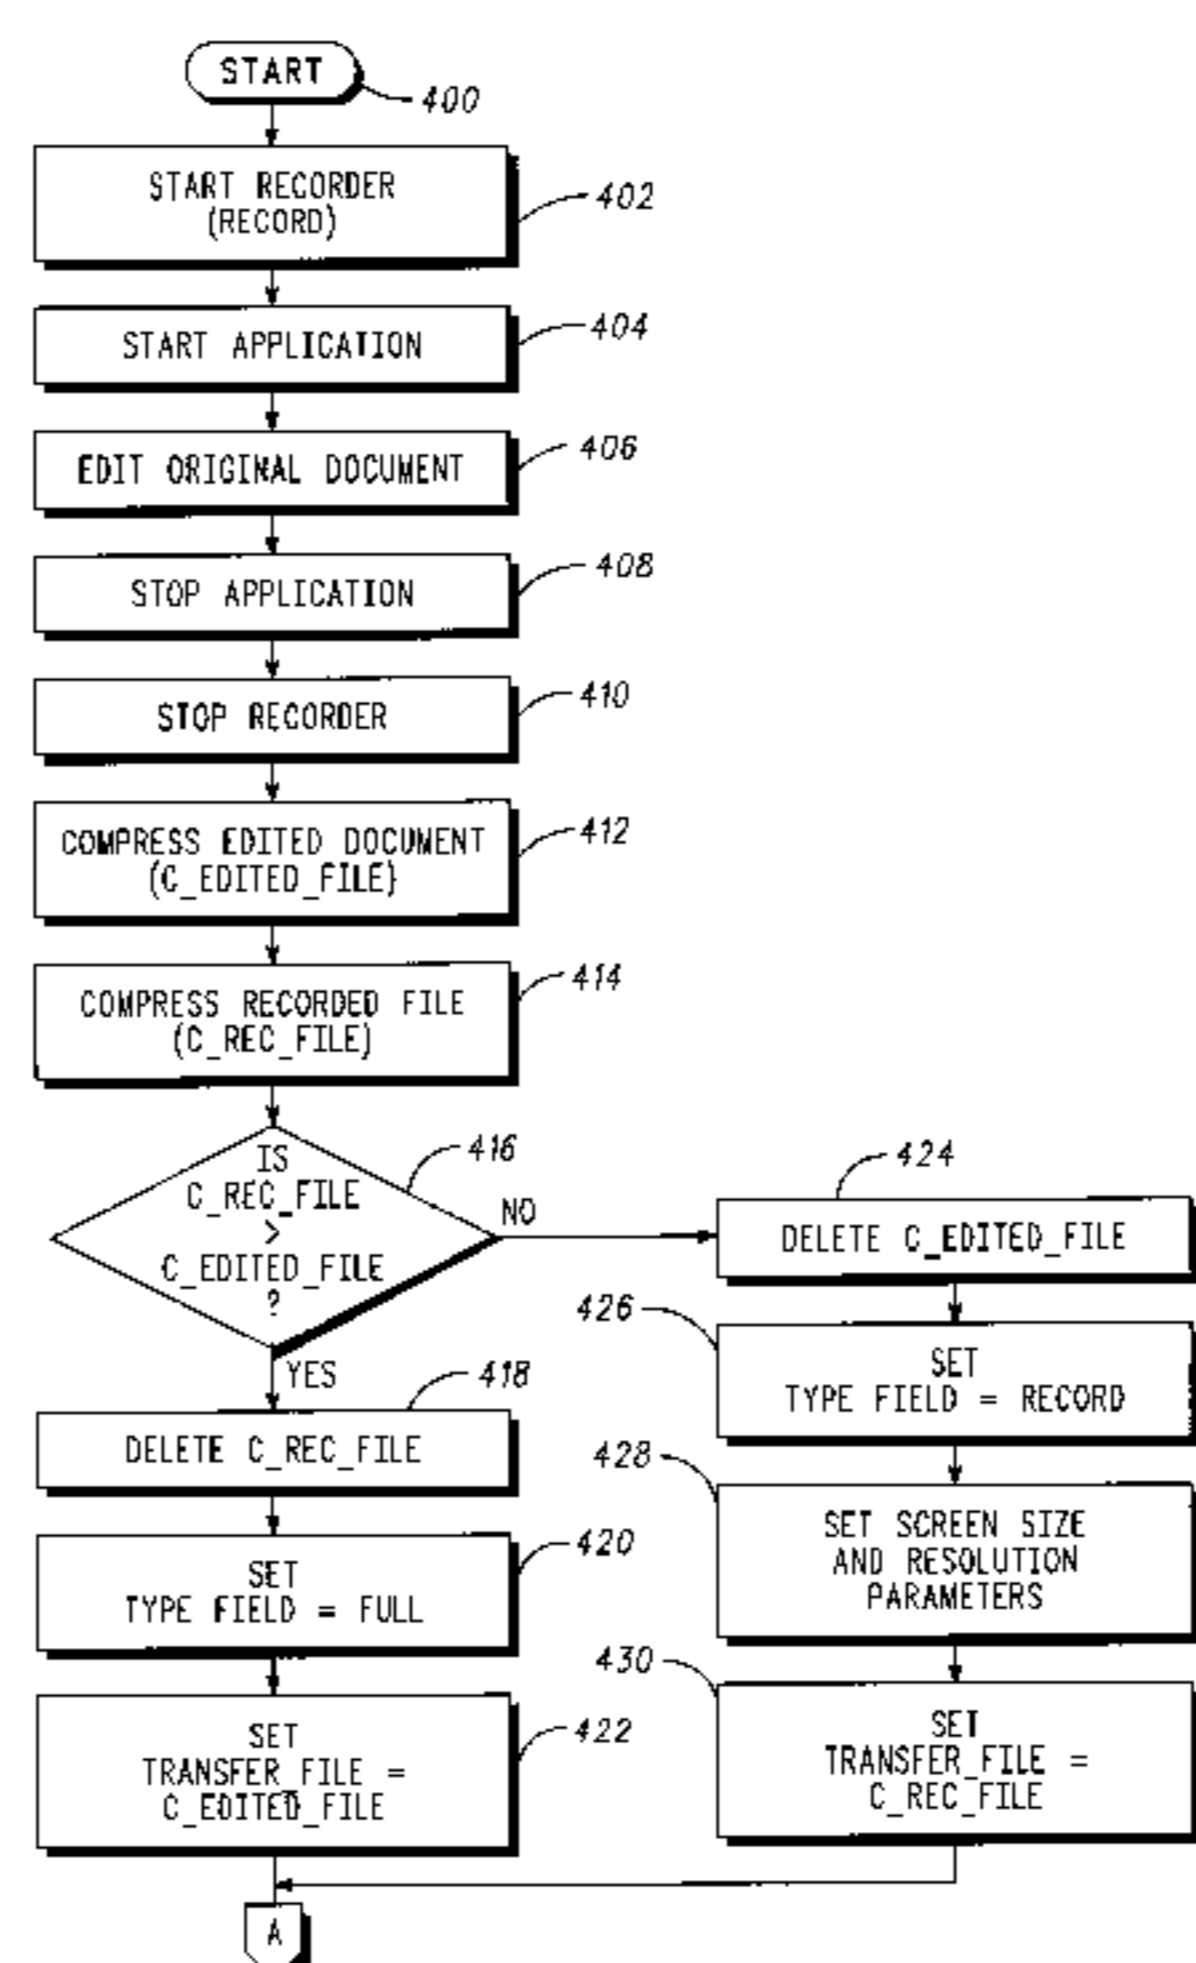 START
400
START RECORDER
(RECORD)
402
START APPLICATION
404
EDIT ORIGINAL DOCUMENT
406
STOP APPLICATION
408
STOP RECORDER
410
COMPRESS EDITED DOCUMENT
(C_EDITED_FILE)
412
COMPRESS RECORDED FILE
(C_REC_FILE)
414
IS
C_REC_FILE
>
C_EDITED_FILE
?
416
NO
YES
DELETE C_REC_FILE
418
SET
TYPE FIELD = FULL
420
SET
TRANSFER_FILE =
C_EDITED_FILE
422
DELETE C_EDITED_FILE
424
SET
TYPE FIELD = RECORD
426
SET SCREEN SIZE
AND RESOLUTION
PARAMETERS
428
SET
TRANSFER_FILE =
C_REC_FILE
430
A